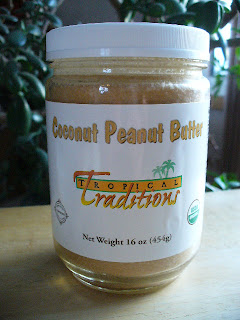 Coconut Peanut Butter
TROPICAL
Traditions
Net Weight 16 oz (454g)